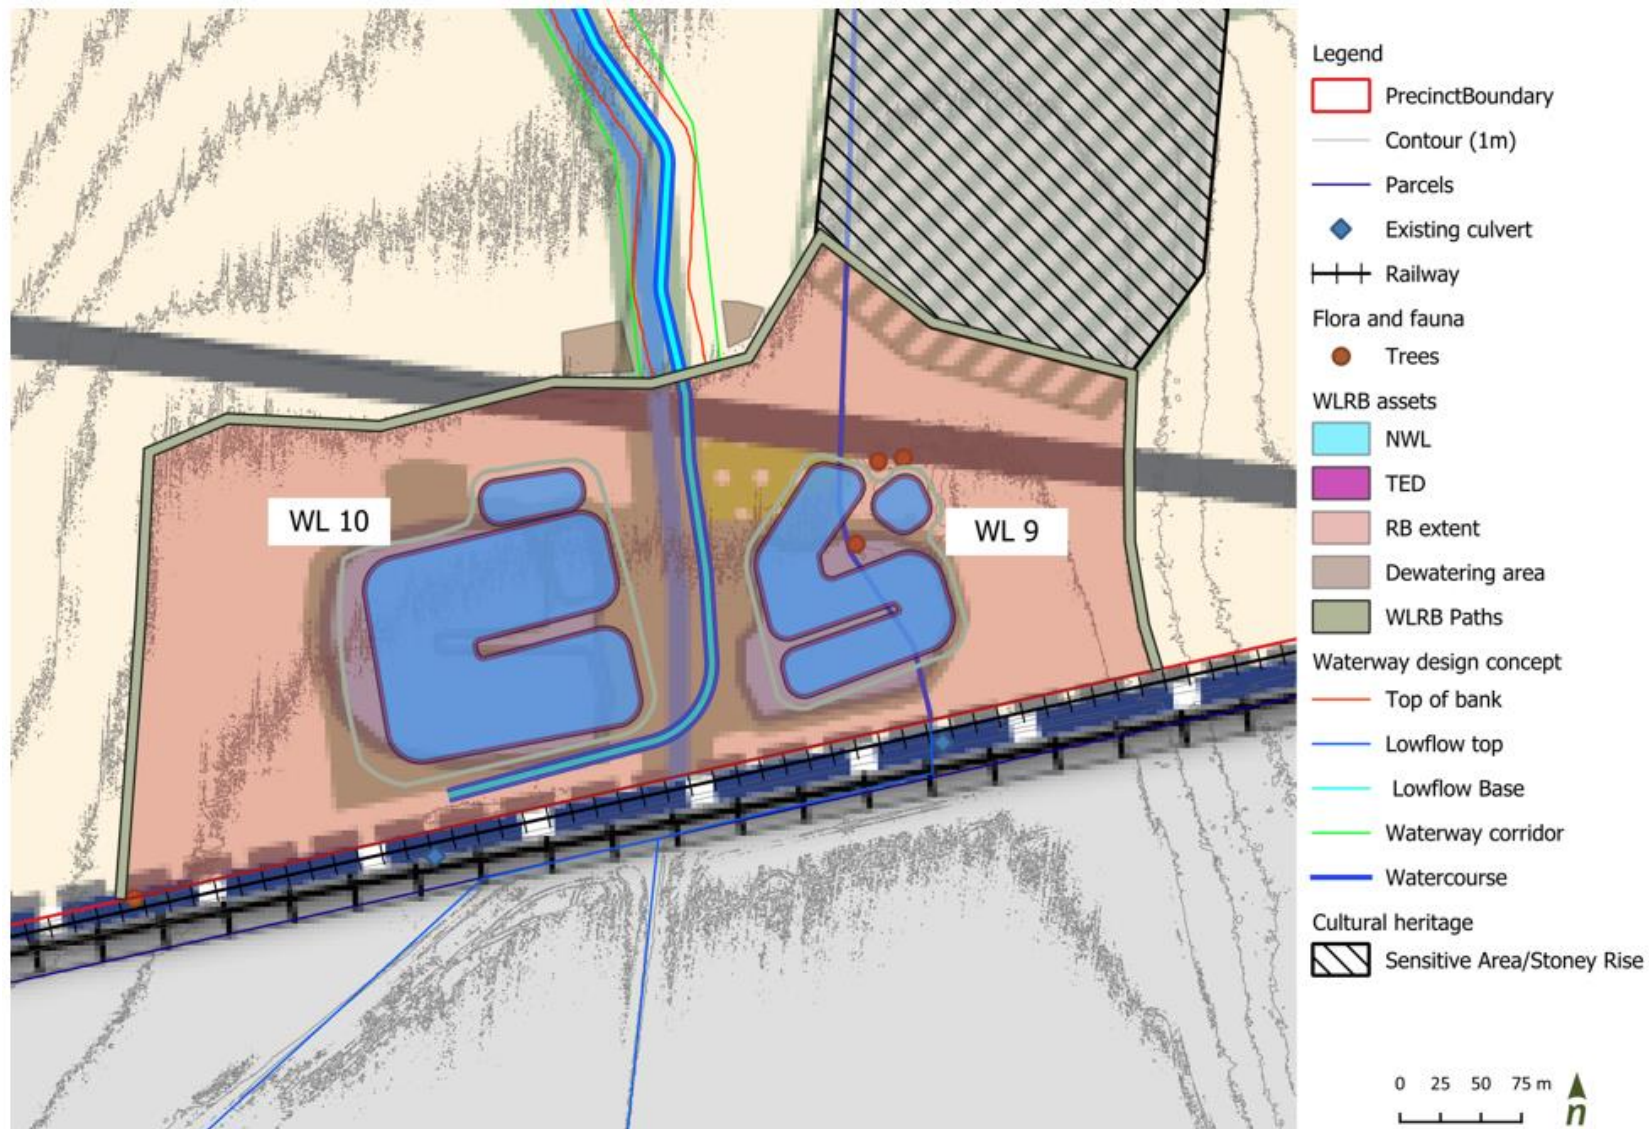 WL 10
WL 9
Legend
PrecinctBoundary
Contour (1m)
Parcels
Existing culvert
Railway
Flora and fauna
Trees
WLRB assets
NWL
TED
RB extent
Dewatering area
WLRB Paths
Waterway design concept
Top of bank
Lowflow top
Lowflow Base
Waterway corridor
Watercourse
Cultural heritage
Sensitive Area/Stoney Rise
0 25 50 75 m
n